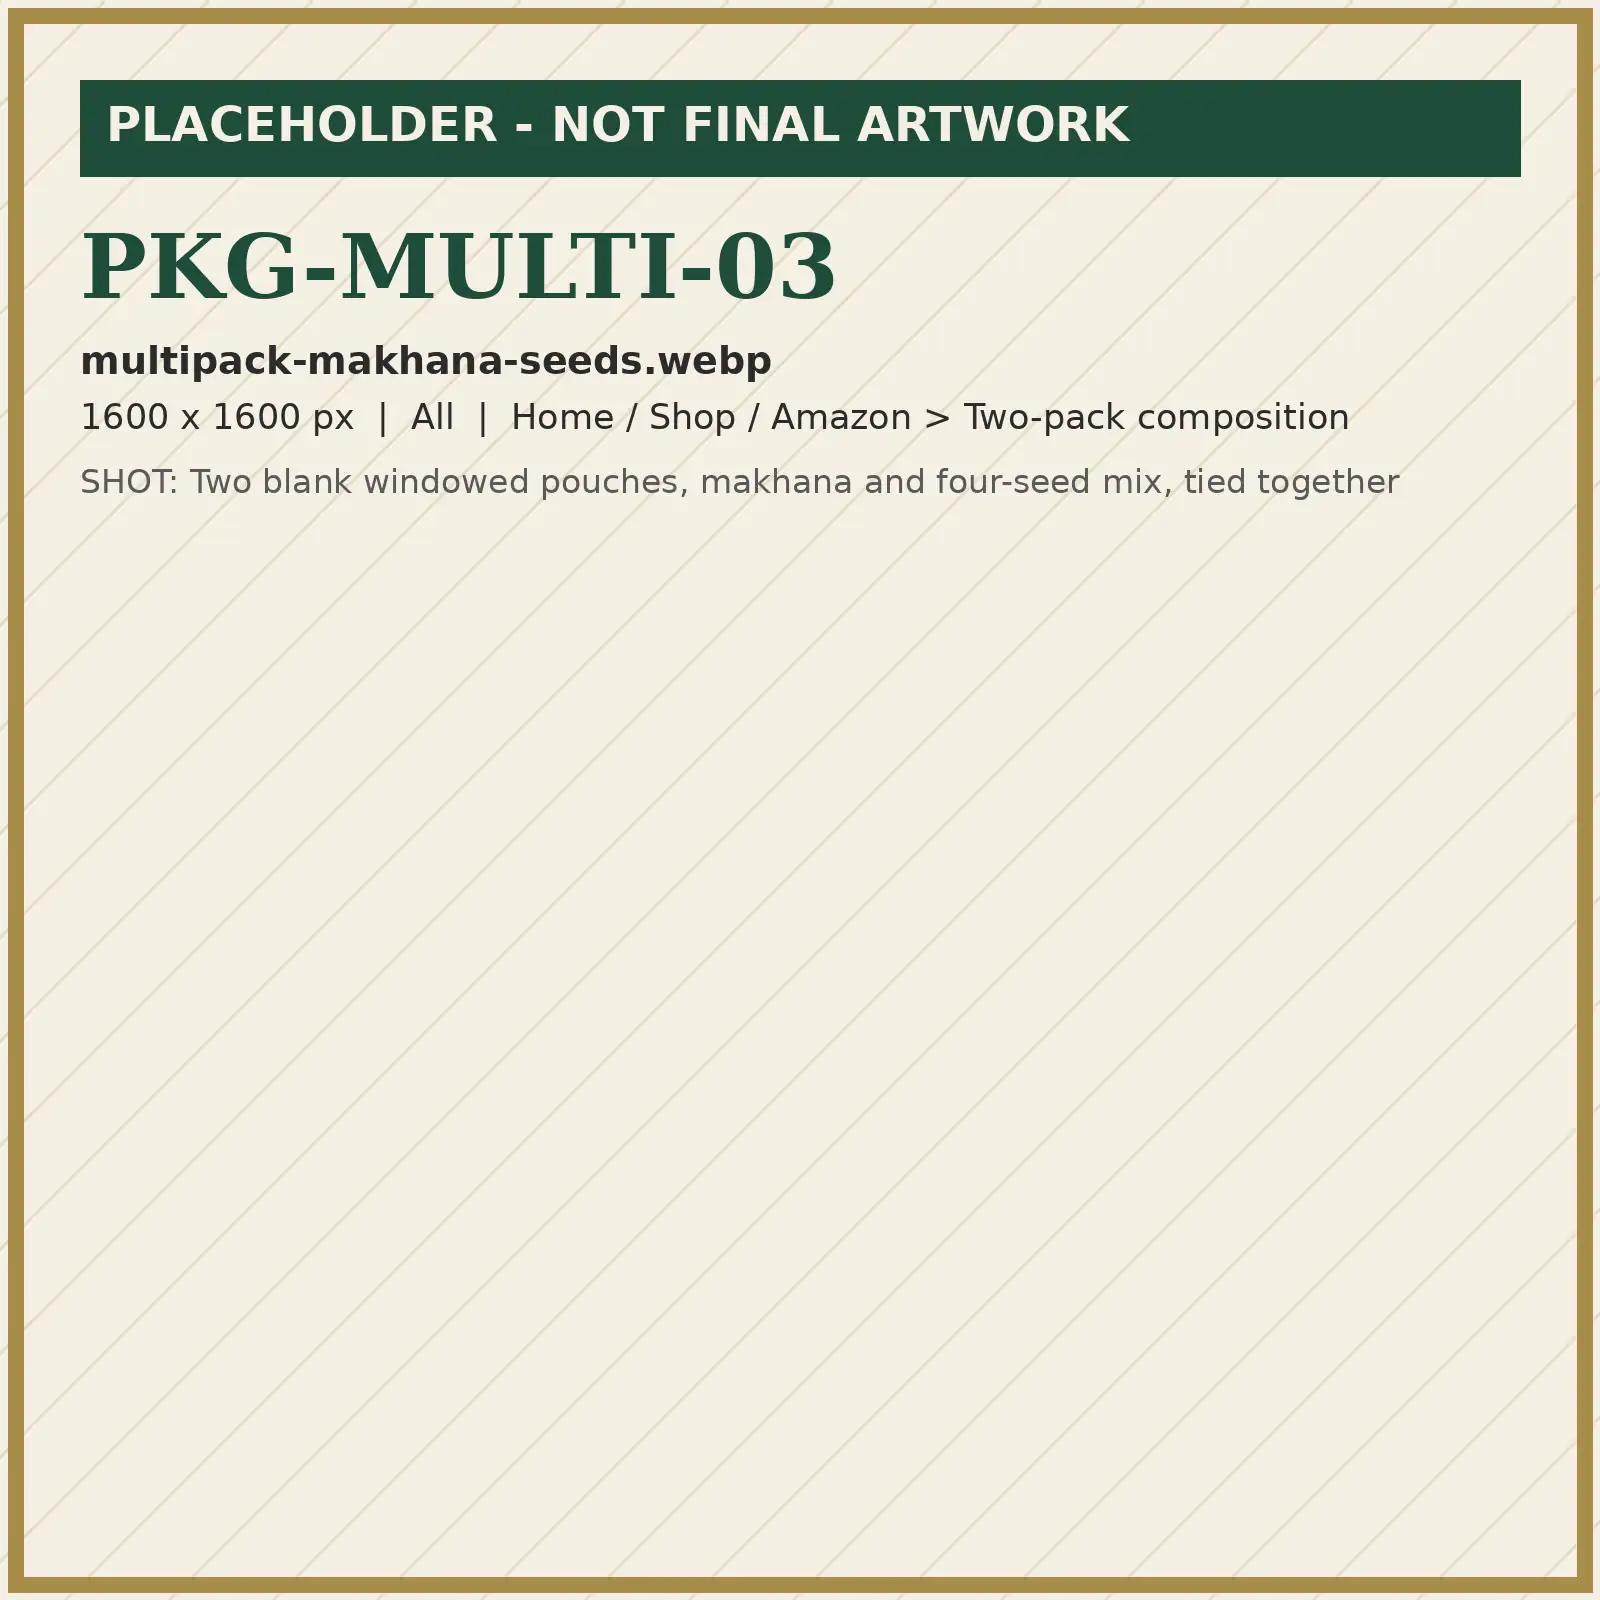 PLACEHOLDER - NOT FINAL ARTWORK
PKG-MULTI-03
multipack-makhana-seeds.webp
1600 x 1600 px | All | Home / Shop / Amazon > Two-pack composition
SHOT: Two blank windowed pouches, makhana and four-seed mix, tied together